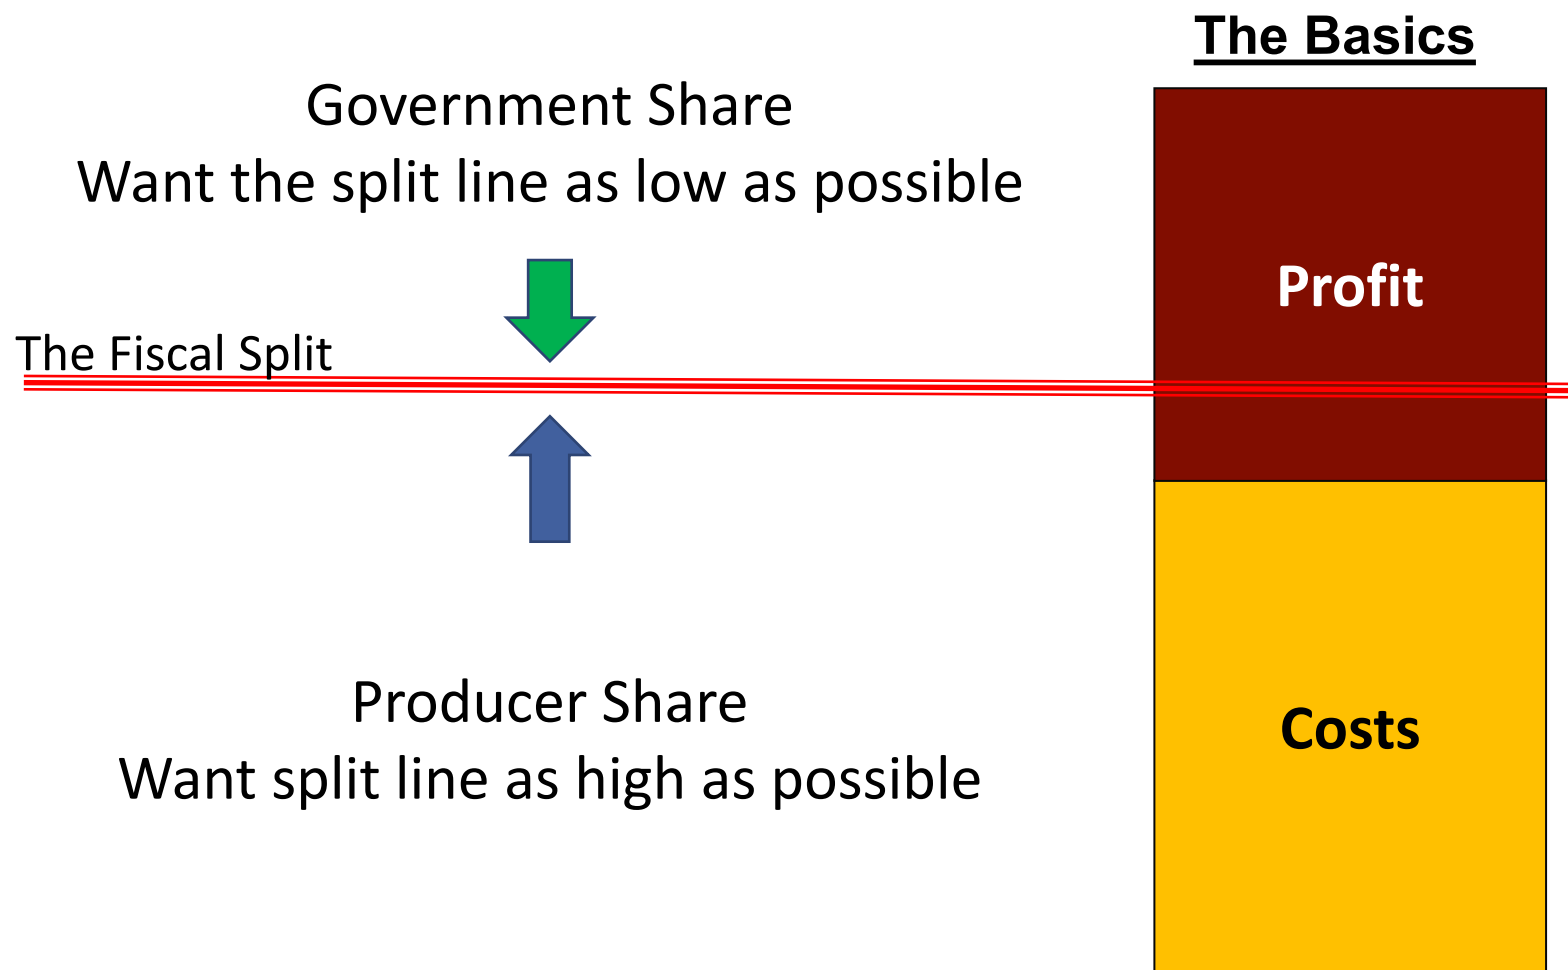 The Basics
Government Share
Want the split line as low as possible
Profit
The Fiscal Split
Producer Share
Want split line as high as possible
Costs